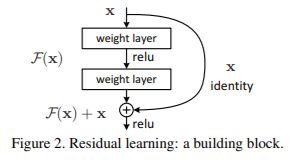 x
weight layer
F(x)
relu
x
weight layer
identity
F(x) + x
relu
Figure 2. Residual learning: a building block.